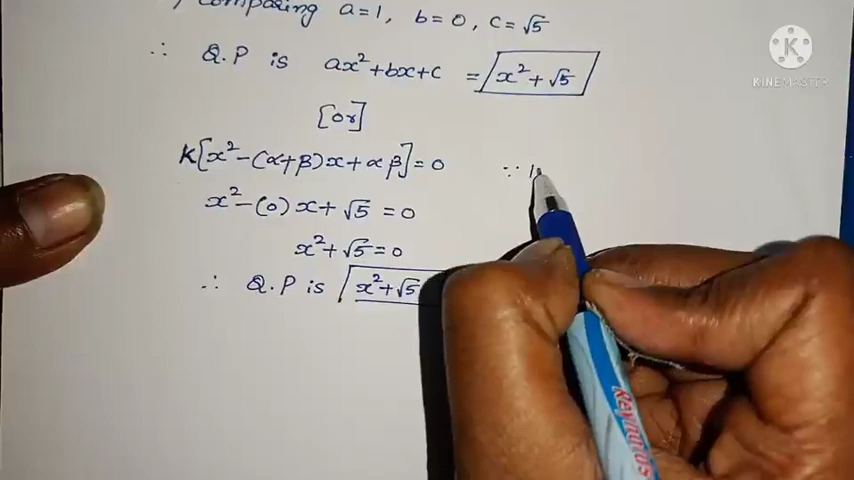 comparing a=1, b=0, c=√5
∴ Q.P is ax²+bx+c = x²+√5
[or]
K[x²-(α+β)x+αβ]=0 ∵
x²-(0)x+√5=0
x²+√5=0
∴ Q.P is x²+√5
KINEMASTER
Reynolds